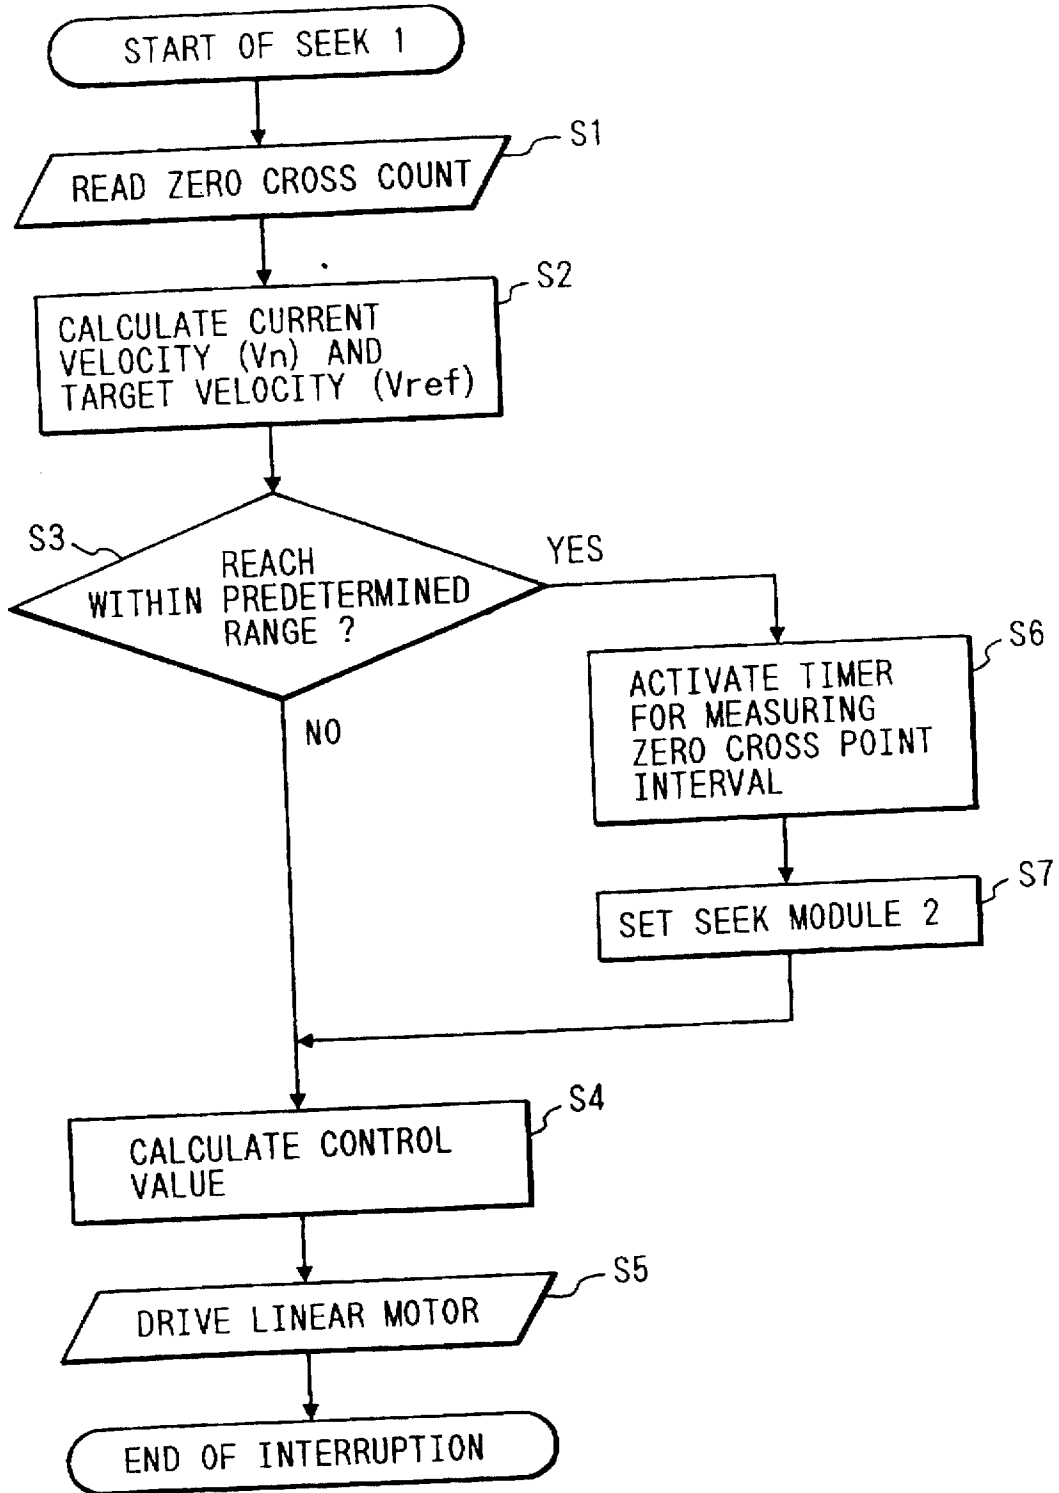 START OF SEEK 1
S1
READ ZERO CROSS COUNT
S2
CALCULATE CURRENT
VELOCITY (Vn) AND
TARGET VELOCITY (Vref)
S3
REACH
WITHIN PREDETERMINED
RANGE ?
YES
NO
S6
ACTIVATE TIMER
FOR MEASURING
ZERO CROSS POINT
INTERVAL
S7
SET SEEK MODULE 2
S4
CALCULATE CONTROL
VALUE
S5
DRIVE LINEAR MOTOR
END OF INTERRUPTION